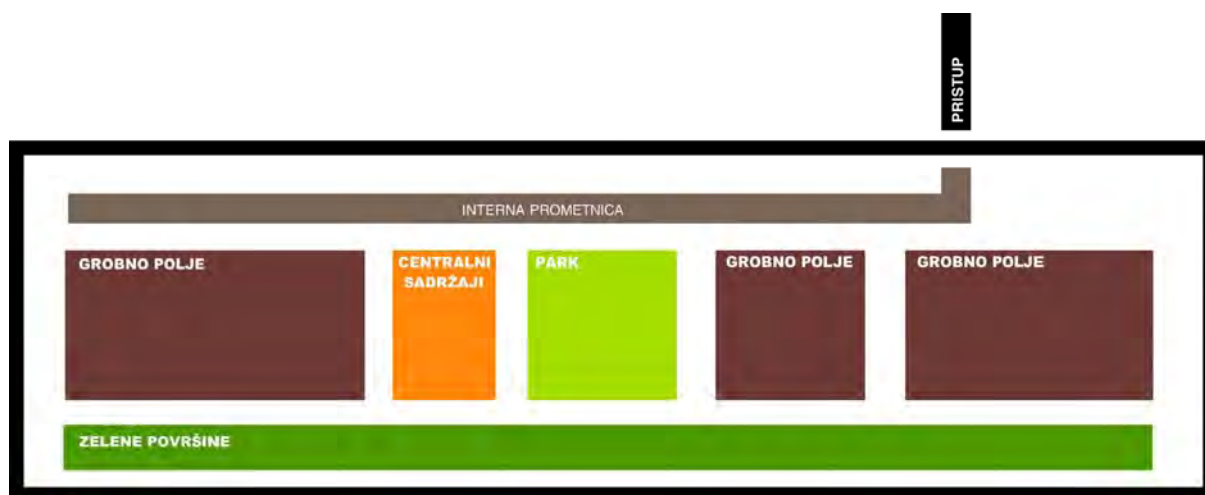 PRISTUP
INTERNA PROMETNICA
GROBNO POLJE
CENTRALNI
SADRŽAJI
PARK
GROBNO POLJE
GROBNO POLJE
ZELENE POVRŠINE